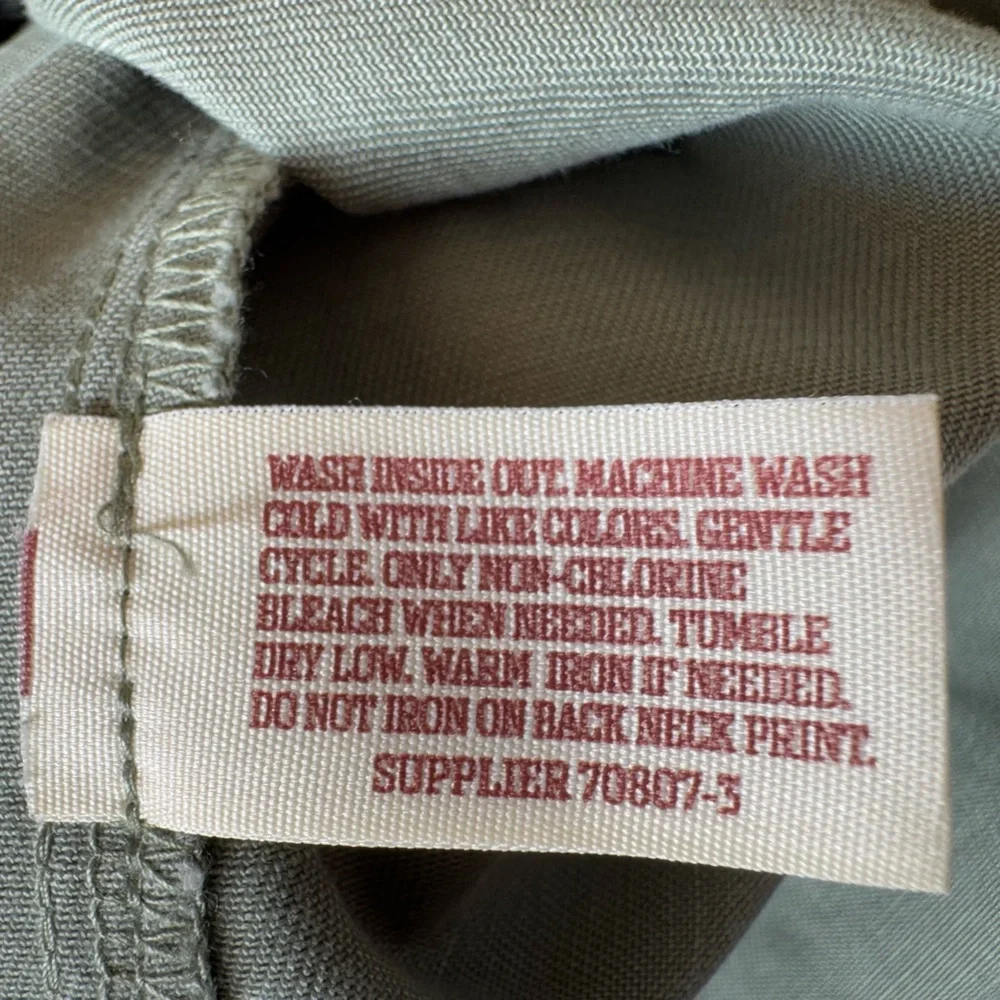 WASH INSIDE OUT. MACHINE WASH
COLD WITH LIKE COLORS. GENTLE
CYCLE. ONLY NON-CHLORINE
BLEACH WHEN NEEDED. TUMBLE
DRY LOW. WARM IRON IF NEEDED.
DO NOT IRON ON BACK NECK PRINT.
SUPPLIER 70807-3